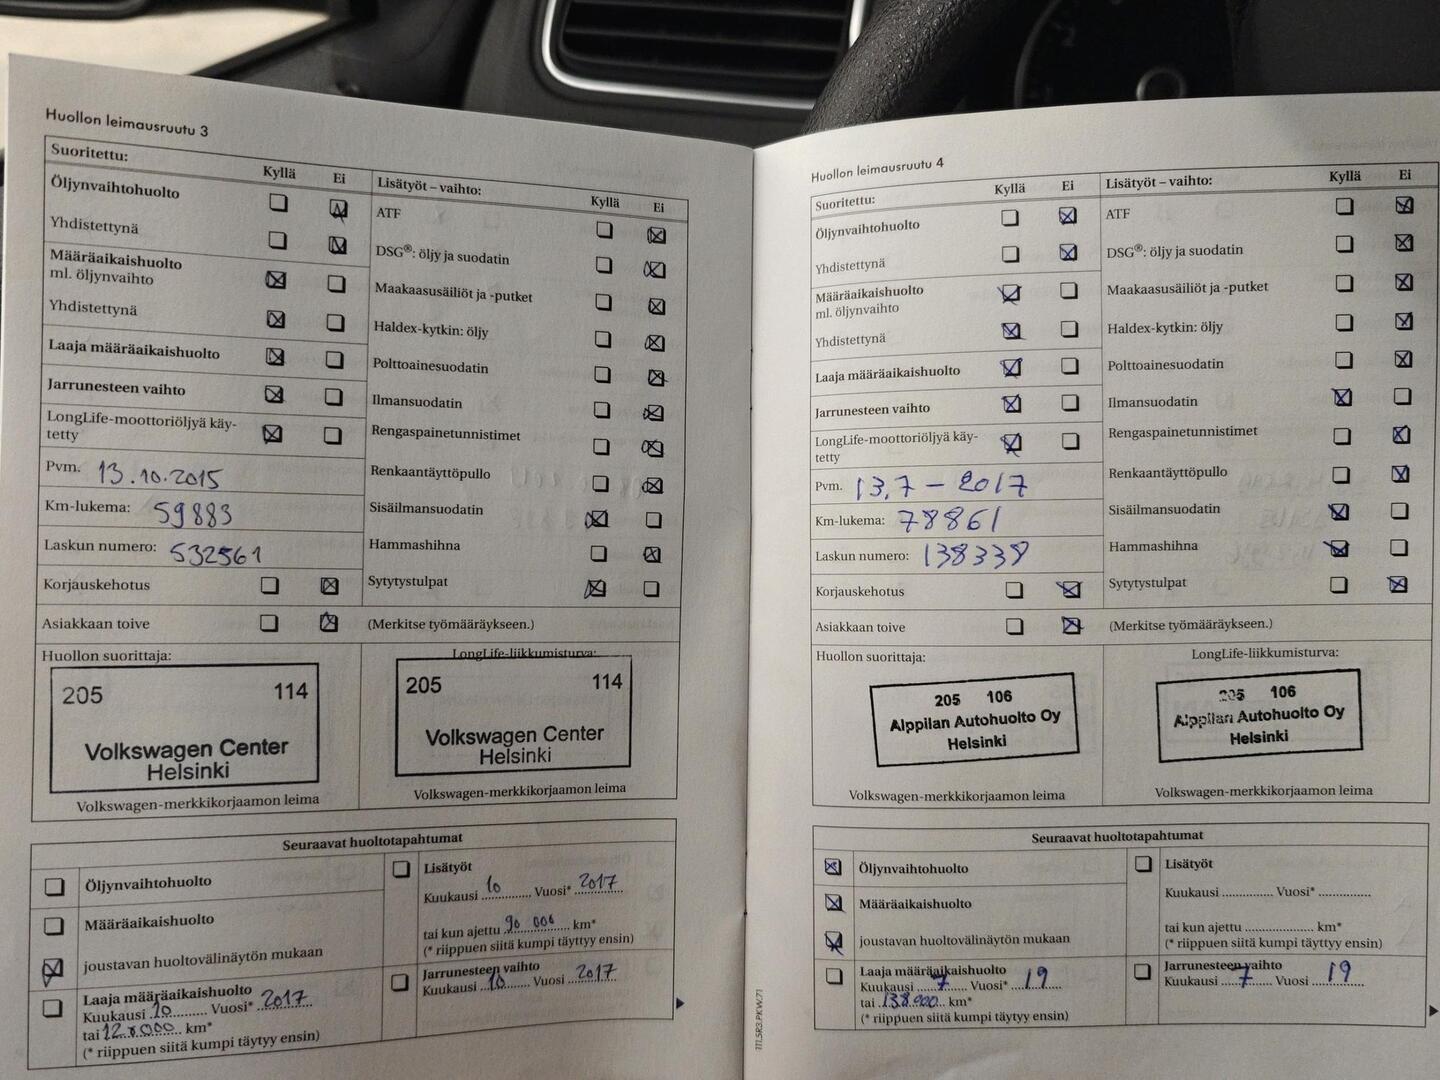 Huollon leimausruutu 3
Suoritettu:
Kyllä Ei
Öljynvaihtohuolto
Yhdistettynä
Määräaikaishuolto
ml. öljynvaihto
Yhdistettynä
Laaja määräaikaishuolto
Jarrunesteen vaihto
LongLife-moottoriöljyä käy-
tetty
Pvm. 13.10.2015
Km-lukema: 59883
Laskun numero: 532561
Korjauskehotus
Asiakkaan toive
Lisätyöt – vaihto:
Kyllä Ei
ATF
DSG®: öljy ja suodatin
Maakaasusäiliöt ja -putket
Haldex-kytkin: öljy
Polttoainesuodatin
Ilmansuodatin
Rengaspainetunnistimet
Renkaantäyttöpullo
Sisäilmansuodatin
Hammashihna
Sytytystulpat
(Merkitse työmääräykseen.)
Huollon suorittaja:
205 114
Volkswagen Center
Helsinki
Volkswagen-merkkikorjaamon leima
LongLife-liikkumisturva:
205 114
Volkswagen Center
Helsinki
Volkswagen-merkkikorjaamon leima
Seuraavat huoltotapahtumat
Öljynvaihtohuolto
Määräaikaishuolto
joustavan huoltovälinäytön mukaan
Laaja määräaikaishuolto
Kuukausi 10 Vuosi* 2017
tai 120.000 km*
(* riippuen siitä kumpi täyttyy ensin)
Lisätyöt
Kuukausi 10 Vuosi* 2017
tai kun ajettu 90 000 km*
(* riippuen siitä kumpi täyttyy ensin)
Jarrunesteen vaihto
Kuukausi 10 Vuosi 2017
Huollon leimausruutu 4
Suoritettu:
Kyllä Ei
Öljynvaihtohuolto
Yhdistettynä
Määräaikaishuolto
ml. öljynvaihto
Yhdistettynä
Laaja määräaikaishuolto
Jarrunesteen vaihto
LongLife-moottoriöljyä käy-
tetty
Pvm. 13.7 – 2017
Km-lukema: 78861
Laskun numero: 138338
Korjauskehotus
Asiakkaan toive
Lisätyöt – vaihto:
Kyllä Ei
ATF
DSG®: öljy ja suodatin
Maakaasusäiliöt ja -putket
Haldex-kytkin: öljy
Polttoainesuodatin
Ilmansuodatin
Rengaspainetunnistimet
Renkaantäyttöpullo
Sisäilmansuodatin
Hammashihna
Sytytystulpat
(Merkitse työmääräykseen.)
Huollon suorittaja:
205 106
Alppilan Autohuolto Oy
Helsinki
Volkswagen-merkkikorjaamon leima
LongLife-liikkumisturva:
205 106
Alppilan Autohuolto Oy
Helsinki
Volkswagen-merkkikorjaamon leima
Seuraavat huoltotapahtumat
Öljynvaihtohuolto
Määräaikaishuolto
joustavan huoltovälinäytön mukaan
Laaja määräaikaishuolto
Kuukausi 7 Vuosi* 19
tai 138.000 km*
(* riippuen siitä kumpi täyttyy ensin)
Lisätyöt
Kuukausi Vuosi*
tai kun ajettu km*
(* riippuen siitä kumpi täyttyy ensin)
Jarrunesteen vaihto
Kuukausi 7 Vuosi 19
111.5R3.PKW.71